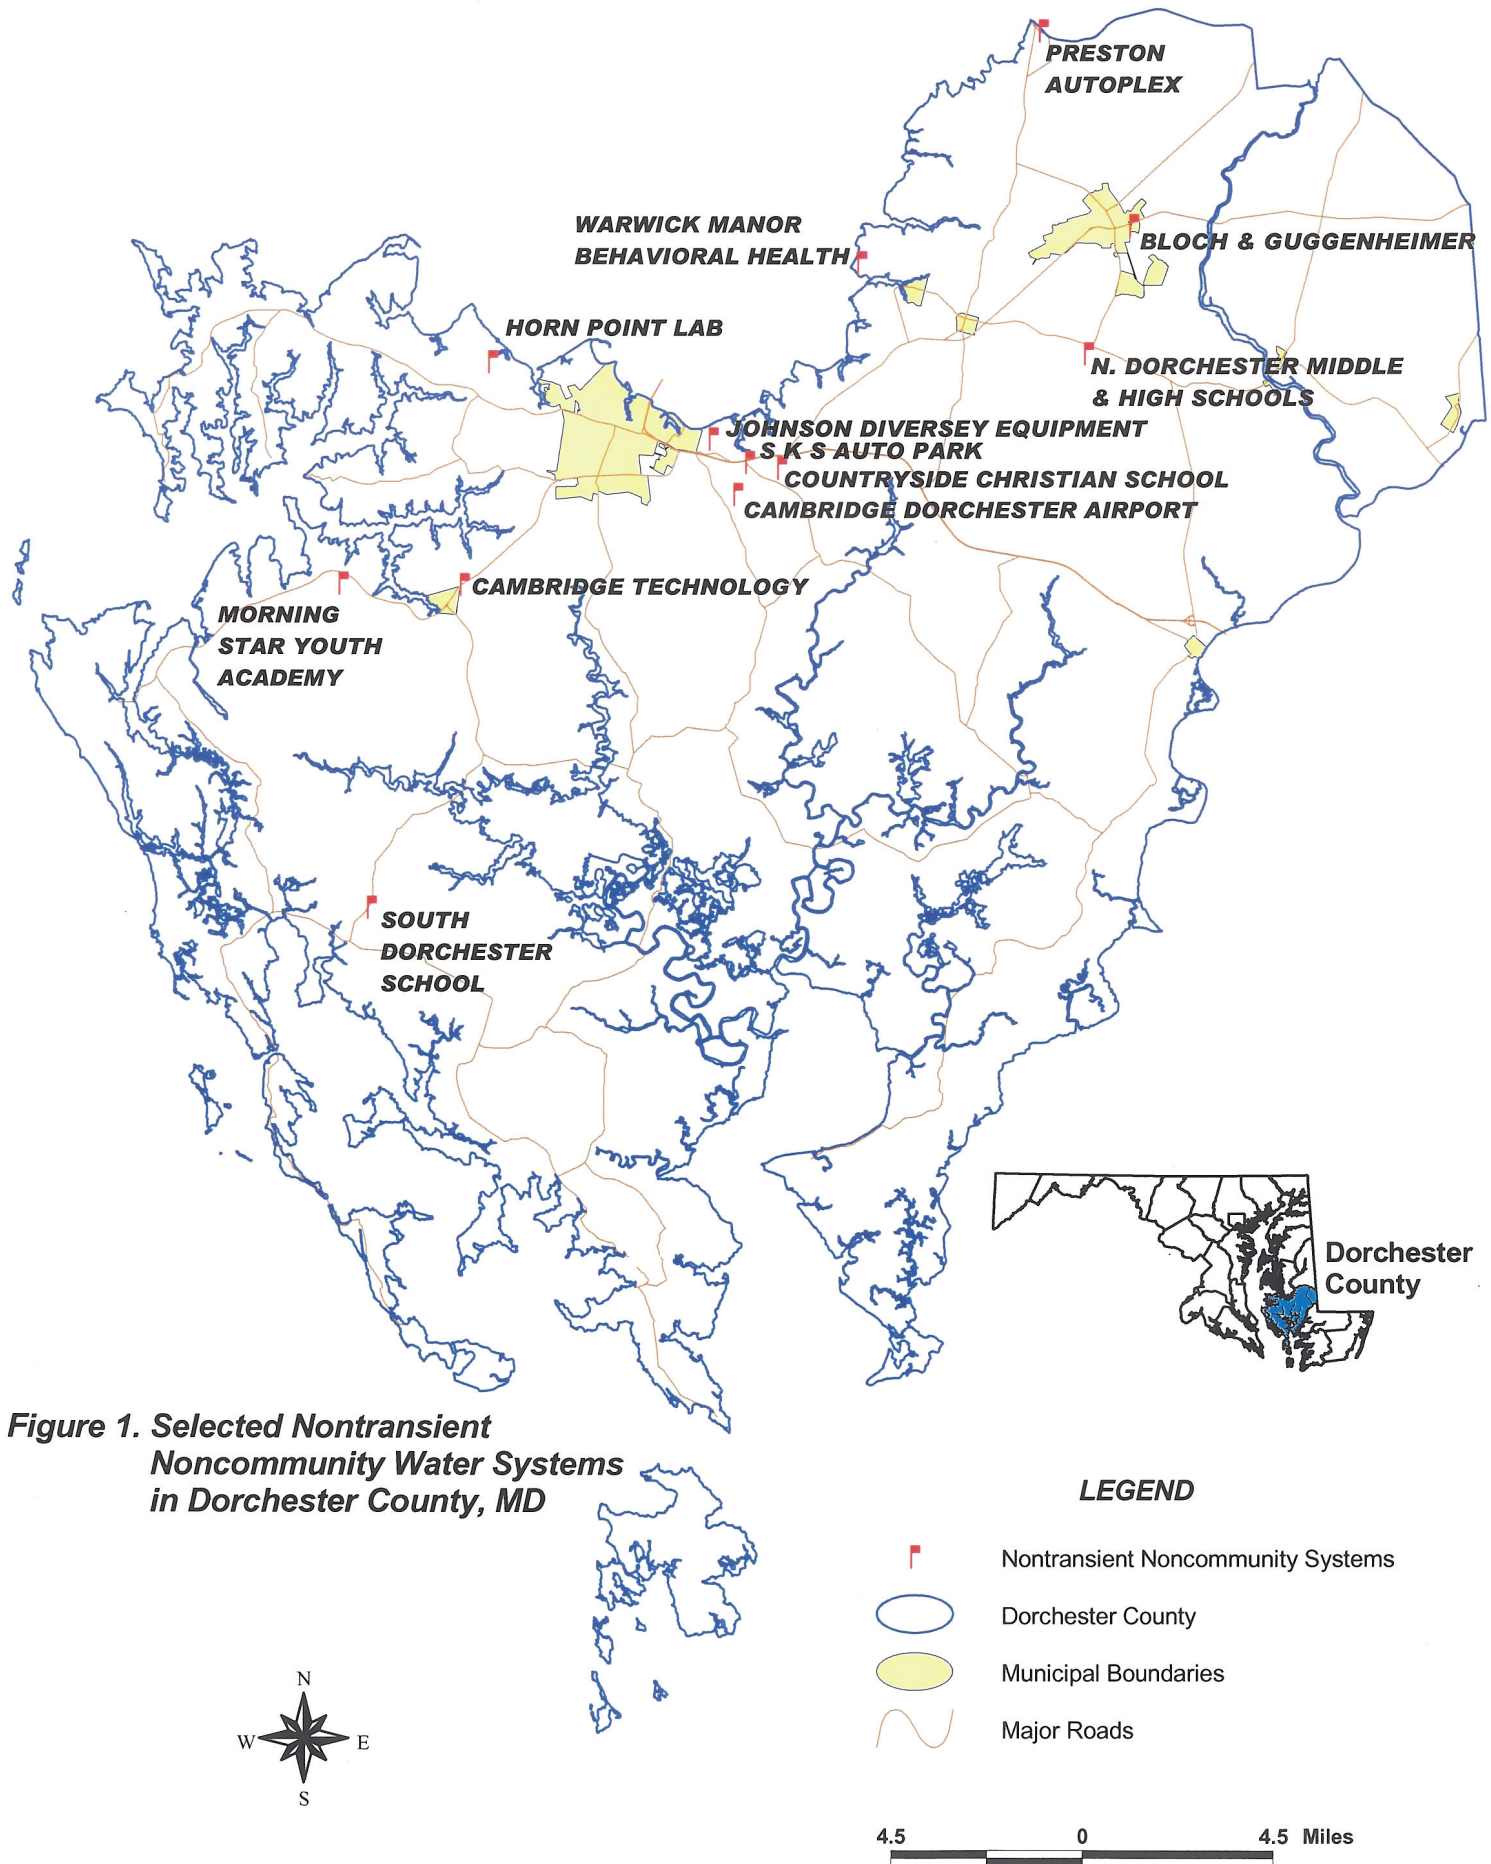 PRESTON
AUTOPLEX
WARWICK MANOR
BEHAVIORAL HEALTH
BLOCH & GUGGENHEIMER
HORN POINT LAB
N. DORCHESTER MIDDLE
& HIGH SCHOOLS
JOHNSON DIVERSEY EQUIPMENT
S K S AUTO PARK
COUNTRYSIDE CHRISTIAN SCHOOL
CAMBRIDGE DORCHESTER AIRPORT
CAMBRIDGE TECHNOLOGY
MORNING
STAR YOUTH
ACADEMY
SOUTH
DORCHESTER
SCHOOL
Dorchester
County
Figure 1. Selected Nontransient
Noncommunity Water Systems
in Dorchester County, MD
LEGEND
Nontransient Noncommunity Systems
Dorchester County
Municipal Boundaries
Major Roads
N
W E
S
4.5 0 4.5 Miles